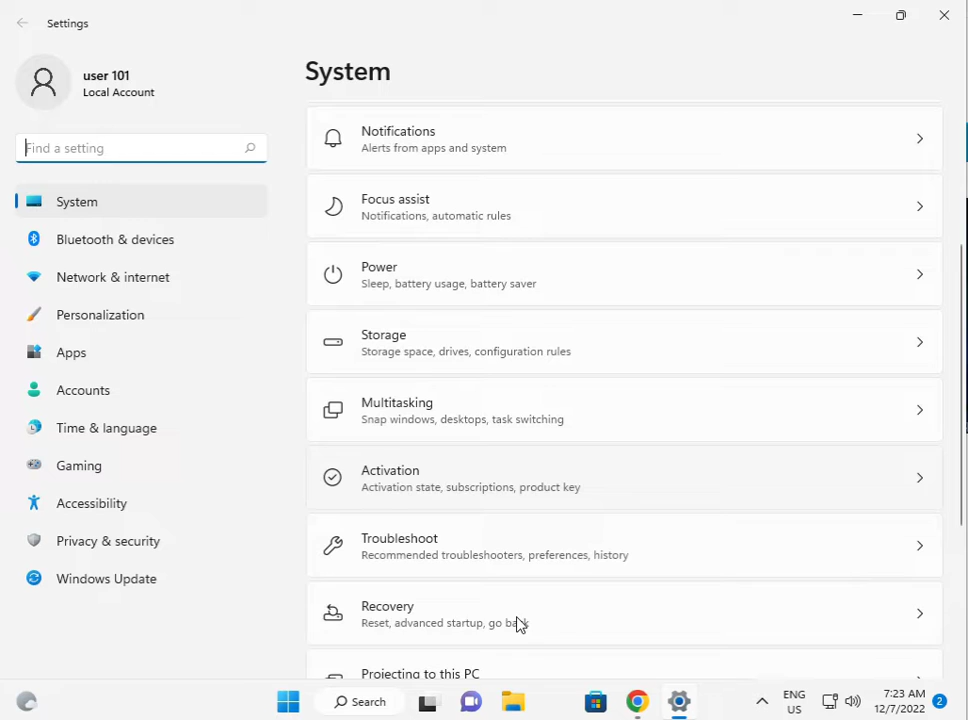 Settings
user 101
Local Account
Find a setting
System
Bluetooth & devices
Network & internet
Personalization
Apps
Accounts
Time & language
Gaming
Accessibility
Privacy & security
Windows Update
System
Notifications
Alerts from apps and system
Focus assist
Notifications, automatic rules
Power
Sleep, battery usage, battery saver
Storage
Storage space, drives, configuration rules
Multitasking
Snap windows, desktops, task switching
Activation
Activation state, subscriptions, product key
Troubleshoot
Recommended troubleshooters, preferences, history
Recovery
Reset, advanced startup, go back
Projecting to this PC
Search
ENG
US
7:23 AM
12/7/2022
2